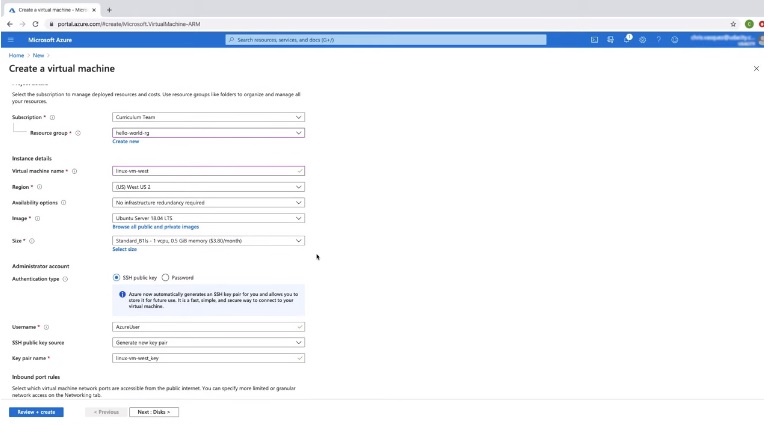 Create a virtual machine - Micro
portal.azure.com/#create/Microsoft.VirtualMachine-ARM
Microsoft Azure
Search resources, services, and docs (G+/)
Home > New >
Create a virtual machine
Select the subscription to manage deployed resources and costs. Use resource groups like folders to organize and manage all
your resources.
Subscription *
Curriculum Team
Resource group *
hello-world-rg
Create new
Instance details
Virtual machine name *
linux-vm-west
Region *
(US) West US 2
Availability options
No infrastructure redundancy required
Image *
Ubuntu Server 18.04 LTS
Browse all public and private images
Size *
Standard_B1ls - 1 vcpu, 0.5 GiB memory ($3.80/month)
Select size
Administrator account
Authentication type
SSH public key
Password
Azure now automatically generates an SSH key pair for you and allows you to
store it for future use. It is a fast, simple, and secure way to connect to your
virtual machine.
Username *
AzureUser
SSH public key source
Generate new key pair
Key pair name *
linux-vm-west_key
Inbound port rules
Select which virtual machine network ports are accessible from the public internet. You can specify more limited or granular
network access on the Networking tab.
Review + create
< Previous
Next : Disks >